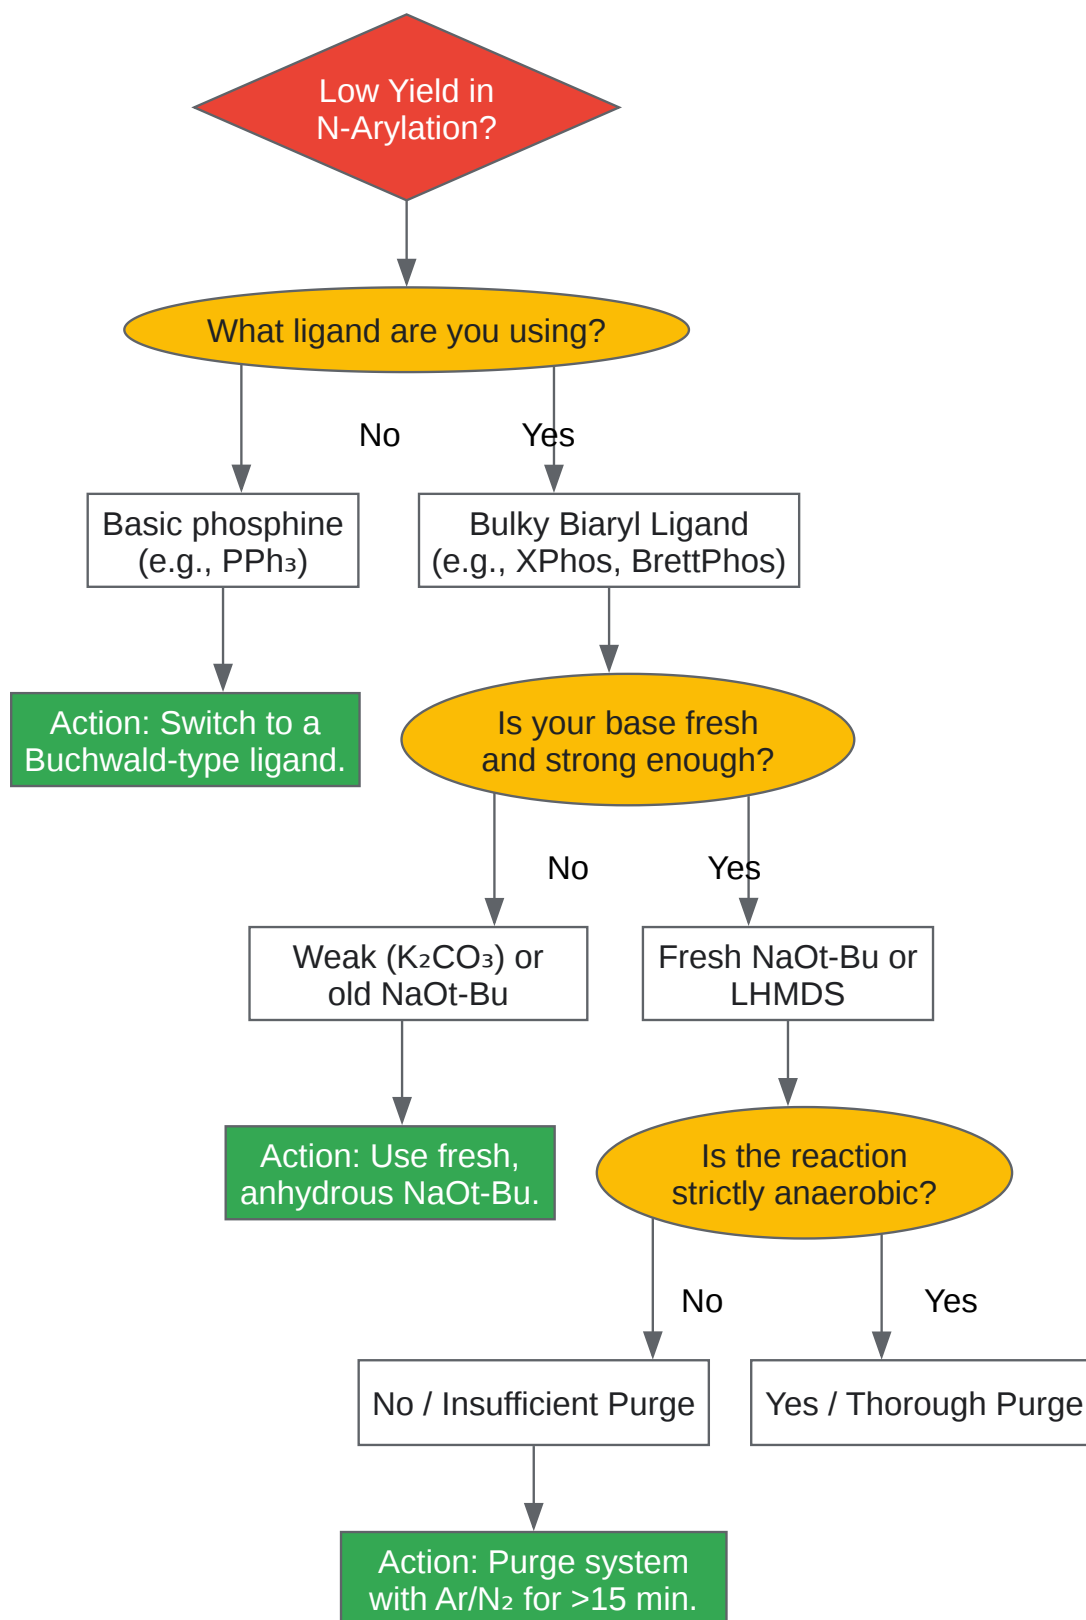 Low Yield in
N-Arylation?
What ligand are you using?
No
Yes
Basic phosphine
(e.g., PPh₃)
Bulky Biaryl Ligand
(e.g., XPhos, BrettPhos)
Action: Switch to a
Buchwald-type ligand.
Is your base fresh
and strong enough?
No
Yes
Weak (K₂CO₃) or
old NaOt-Bu
Fresh NaOt-Bu or
LHMDS
Action: Use fresh,
anhydrous NaOt-Bu.
Is the reaction
strictly anaerobic?
No
Yes
No / Insufficient Purge
Yes / Thorough Purge
Action: Purge system
with Ar/N₂ for >15 min.